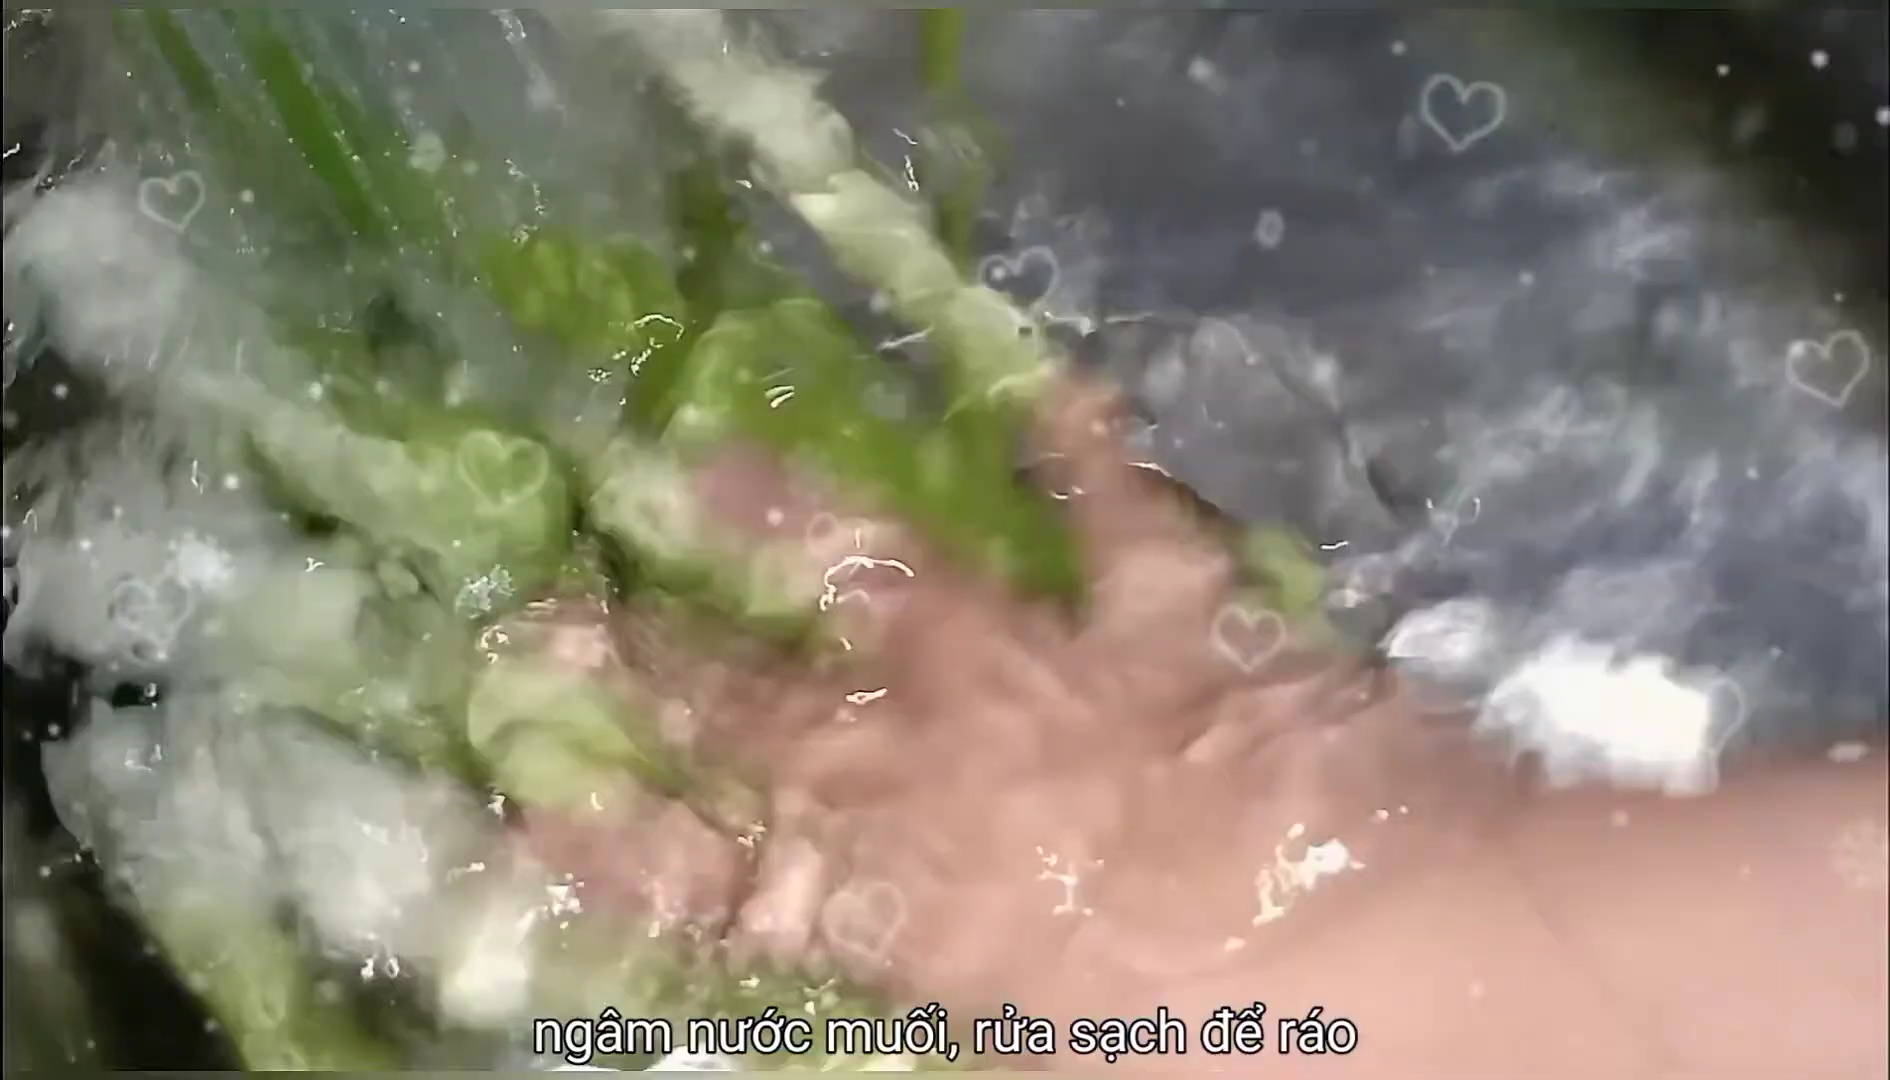 ngâm nước muối, rửa sạch để ráo